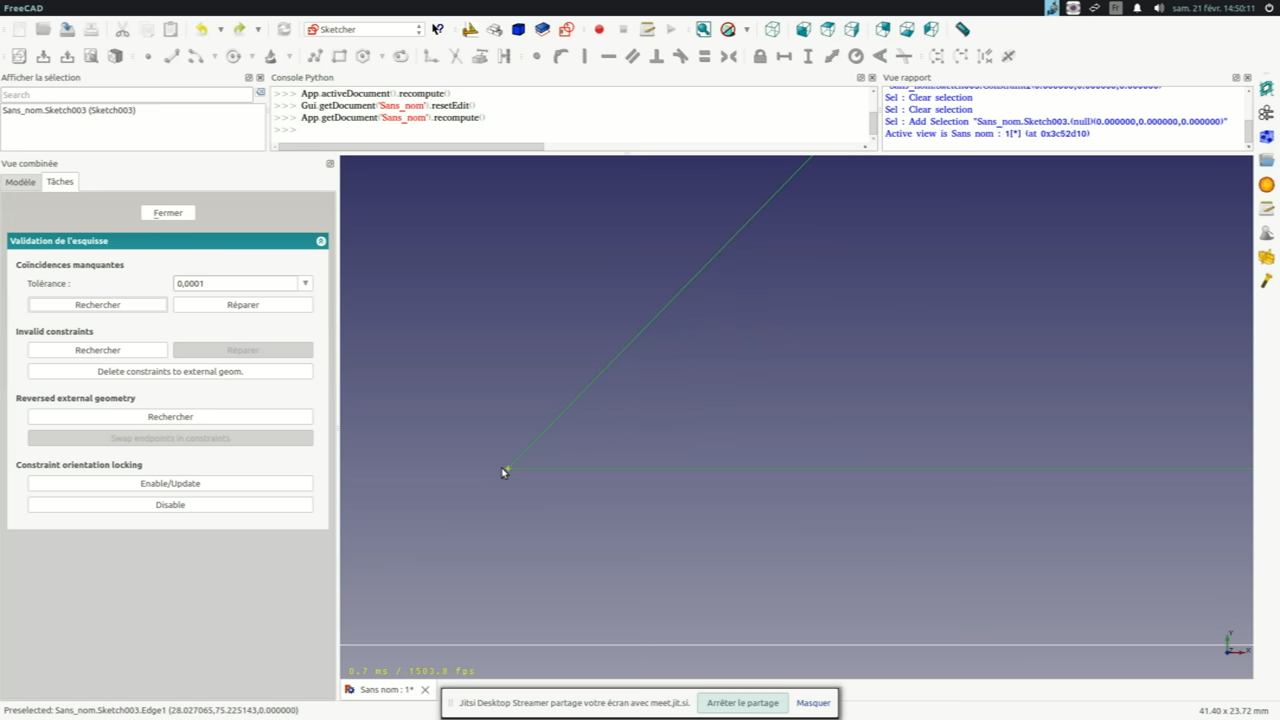 FreeCAD
Fr
sam. 21 févr. 14:50:11
Sketcher
Afficher la sélection
Search
Sans_nom.Sketch003 (Sketch003)
Console Python
>>> App.activeDocument().recompute()
>>> Gui.getDocument("Sans_nom").resetEdit()
>>> App.getDocument("Sans_nom").recompute()
>>>
Vue rapport
Sel : Clear selection
Sel : Clear selection
Sel : Add Selection "Sans_nom.Sketch003.(null)(0.000000,0.000000,0.000000)"
Active view is Sans nom : 1[*] (at 0x3c52d10)
Vue combinée
Modèle
Tâches
Fermer
Validation de l'esquisse
Coïncidences manquantes
Tolérance :
0,0001
Rechercher
Réparer
Invalid constraints
Rechercher
Réparer
Delete constraints to external geom.
Reversed external geometry
Rechercher
Swap endpoints in constraints
Constraint orientation locking
Enable/Update
Disable
0.7 ms / 1503.8 fps
Y
X
Sans nom : 1*
Jitsi Desktop Streamer partage votre écran avec meet.jit.si.
Arrêter le partage
Masquer
Preselected: Sans_nom.Sketch003.Edge1 (28.027065,75.225143,0.000000)
41.40 x 23.72 mm